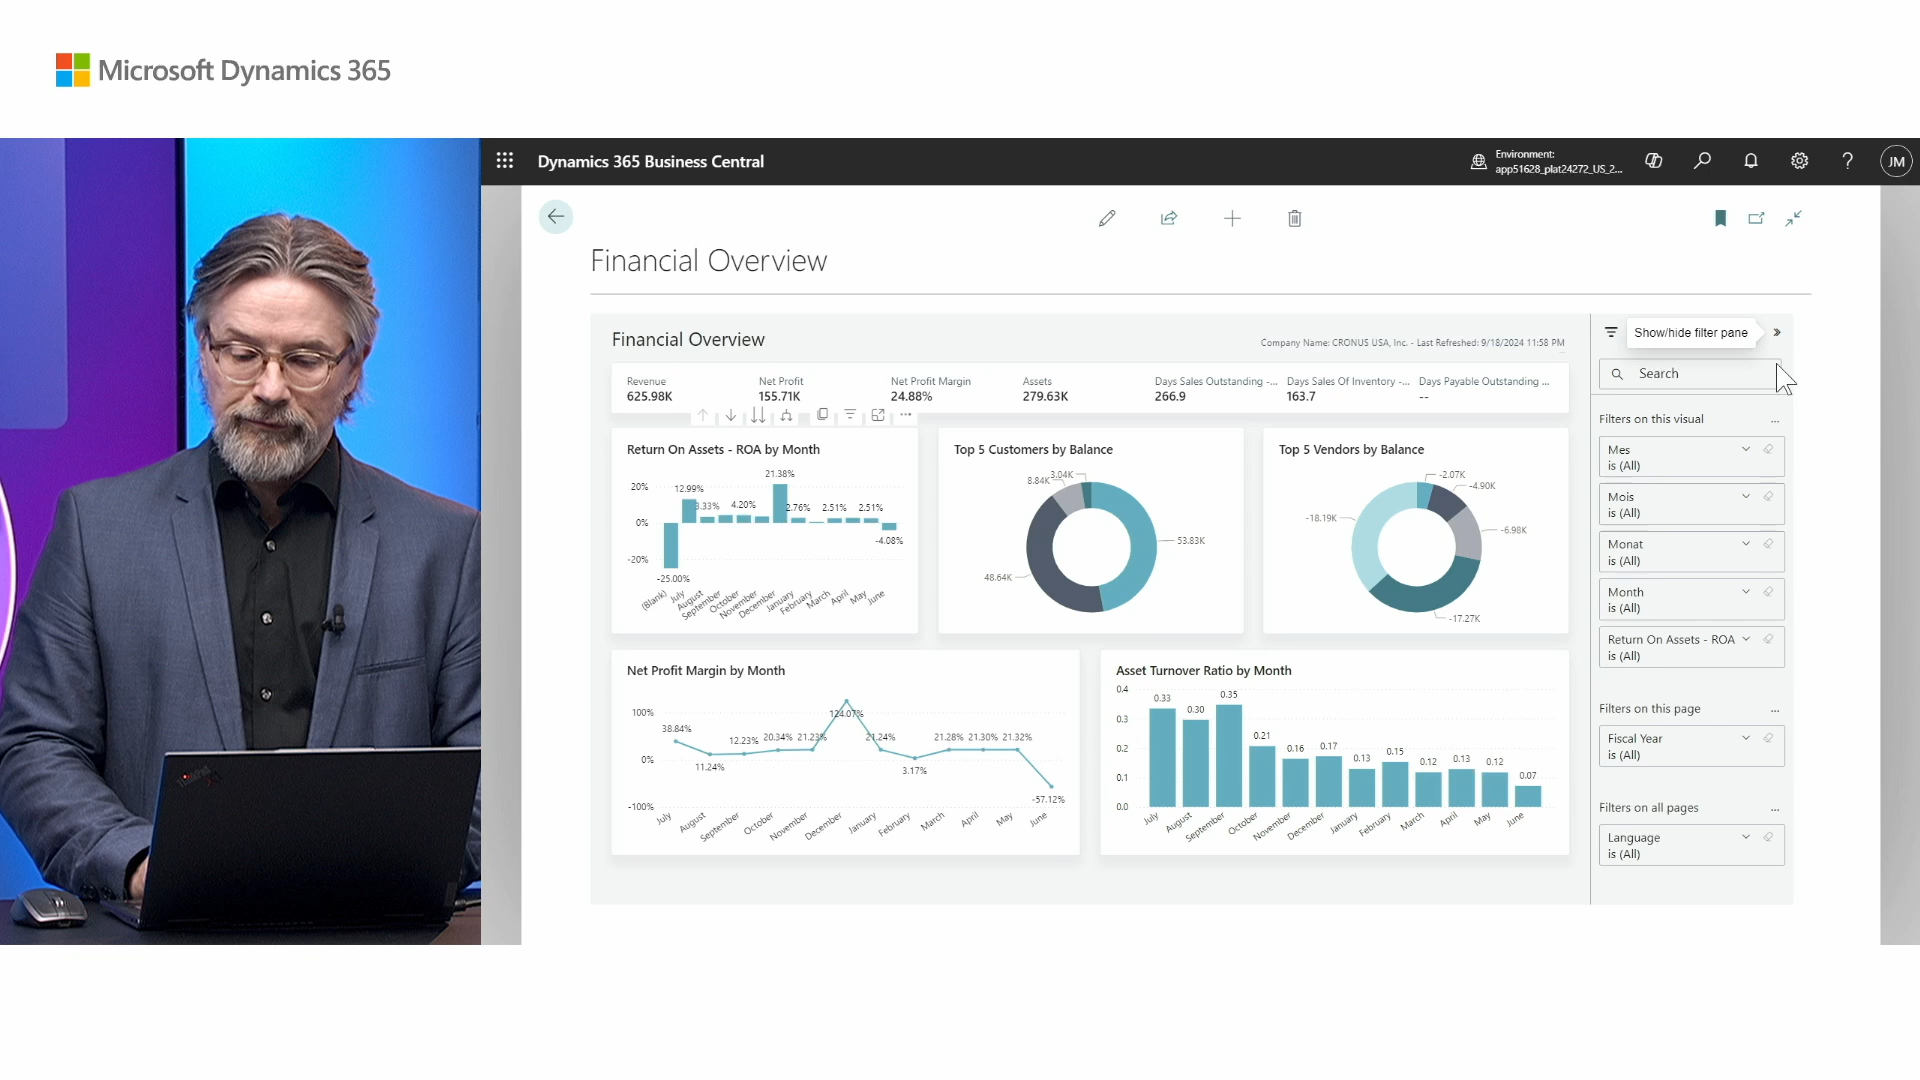 Microsoft Dynamics 365
Dynamics 365 Business Central
Environment:
app51628_plat24272_US_2...
JM
Financial Overview
Financial Overview
Company Name: CRONUS USA, Inc. - Last Refreshed: 9/18/2024 11:58 PM
Show/hide filter pane
Search
Revenue
625.98K
Net Profit
155.71K
Net Profit Margin
24.88%
Assets
279.63K
Days Sales Outstanding -...
266.9
Days Sales Of Inventory -...
163.7
Days Payable Outstanding ...
--
Return On Assets - ROA by Month
20%
0%
-20%
-25.00%
12.99%
3.33%
4.20%
21.38%
2.76%
2.51%
2.51%
-4.08%
(Blank)
July
August
September
October
November
December
January
February
March
April
May
June
Top 5 Customers by Balance
3.04K
8.84K
53.83K
48.64K
Top 5 Vendors by Balance
-2.07K
-4.90K
-6.98K
-18.19K
-17.27K
Net Profit Margin by Month
100%
0%
-100%
38.84%
11.24%
12.23%
20.34%
21.23%
124.07%
21.24%
3.17%
21.28%
21.30%
21.32%
-57.12%
July
August
September
October
November
December
January
February
March
April
May
June
Asset Turnover Ratio by Month
0.4
0.3
0.2
0.1
0.0
0.33
0.30
0.35
0.21
0.16
0.17
0.13
0.15
0.12
0.13
0.12
0.07
July
August
September
October
November
December
January
February
March
April
May
June
Filters on this visual
...
Mes
is (All)
Mois
is (All)
Monat
is (All)
Month
is (All)
Return On Assets - ROA
is (All)
Filters on this page
...
Fiscal Year
is (All)
Filters on all pages
...
Language
is (All)
ThinkPad